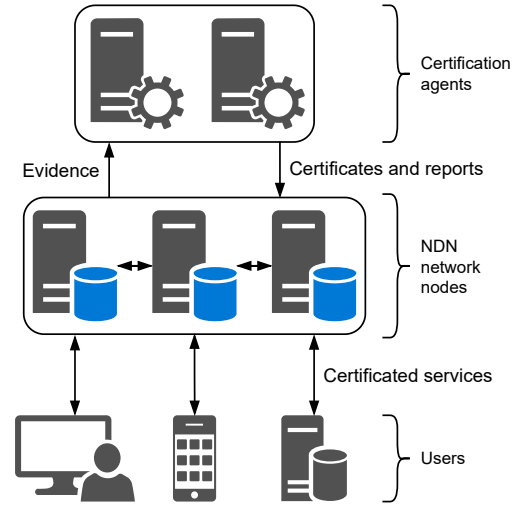 Certification
agents
Evidence
Certificates and reports
NDN
network
nodes
Certificated services
Users